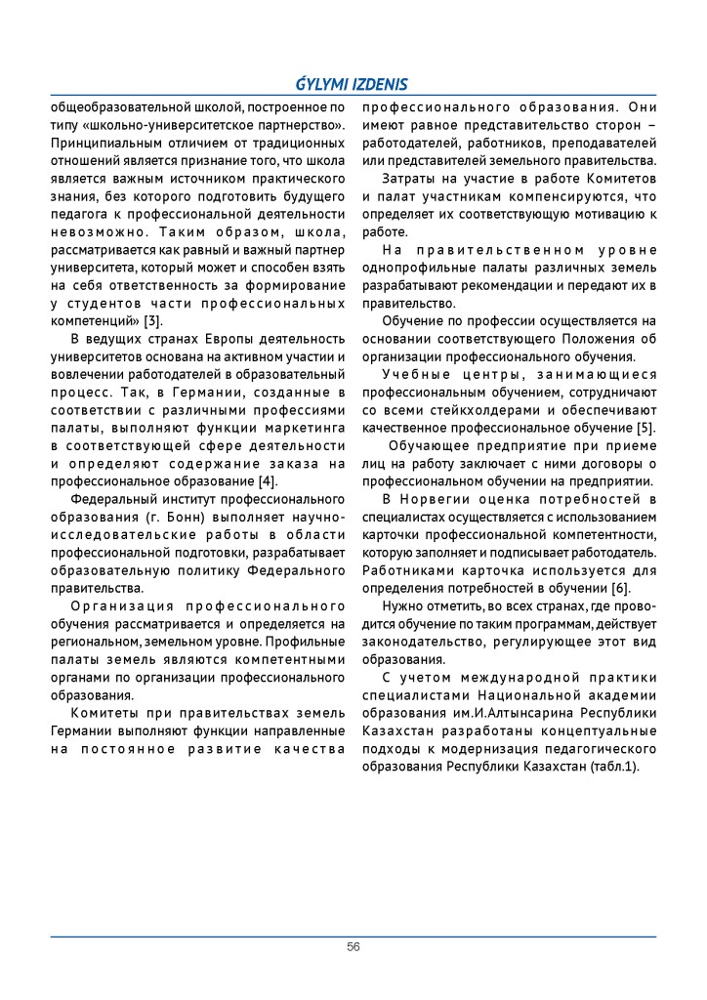 ǴYLYMI IZDENIS
общеобразовательной школой, построенное по
типу «школьно-университетское партнерство».
Принципиальным отличием от традиционных
отношений является признание того, что школа
является важным источником практического
знания, без которого подготовить будущего
педагога к профессиональной деятельности
невозможно. Таким образом, школа,
рассматривается как равный и важный партнер
университета, который может и способен взять
на себя ответственность за формирование
у студентов части профессиональных
компетенций» [3].
В ведущих странах Европы деятельность
университетов основана на активном участии и
вовлечении работодателей в образовательный
процесс. Так, в Германии, созданные в
соответствии с различными профессиями
палаты, выполняют функции маркетинга
в соответствующей сфере деятельности
и определяют содержание заказа на
профессиональное образование [4].
Федеральный институт профессионального
образования (г. Бонн) выполняет научно-
исследовательские работы в области
профессиональной подготовки, разрабатывает
образовательную политику Федерального
правительства.
Организация профессионального
обучения рассматривается и определяется на
региональном, земельном уровне. Профильные
палаты земель являются компетентными
органами по организации профессионального
образования.
Комитеты при правительствах земель
Германии выполняют функции направленные
на постоянное развитие качества
профессионального образования. Они
имеют равное представительство сторон –
работодателей, работников, преподавателей
или представителей земельного правительства.
Затраты на участие в работе Комитетов
и палат участникам компенсируются, что
определяет их соответствующую мотивацию к
работе.
На правительственном уровне
однопрофильные палаты различных земель
разрабатывают рекомендации и передают их в
правительство.
Обучение по профессии осуществляется на
основании соответствующего Положения об
организации профессионального обучения.
Учебные центры, занимающиеся
профессиональным обучением, сотрудничают
со всеми стейкхолдерами и обеспечивают
качественное профессиональное обучение [5].
Обучающее предприятие при приеме
лиц на работу заключает с ними договоры о
профессиональном обучении на предприятии.
В Норвегии оценка потребностей в
специалистах осуществляется с использованием
карточки профессиональной компетентности,
которую заполняет и подписывает работодатель.
Работниками карточка используется для
определения потребностей в обучении [6].
Нужно отметить, во всех странах, где прово-
дится обучение по таким программам, действует
законодательство, регулирующее этот вид
образования.
С учетом международной практики
специалистами Национальной академии
образования им.И.Алтынсарина Республики
Казахстан разработаны концептуальные
подходы к модернизация педагогического
образования Республики Казахстан (табл.1).
56